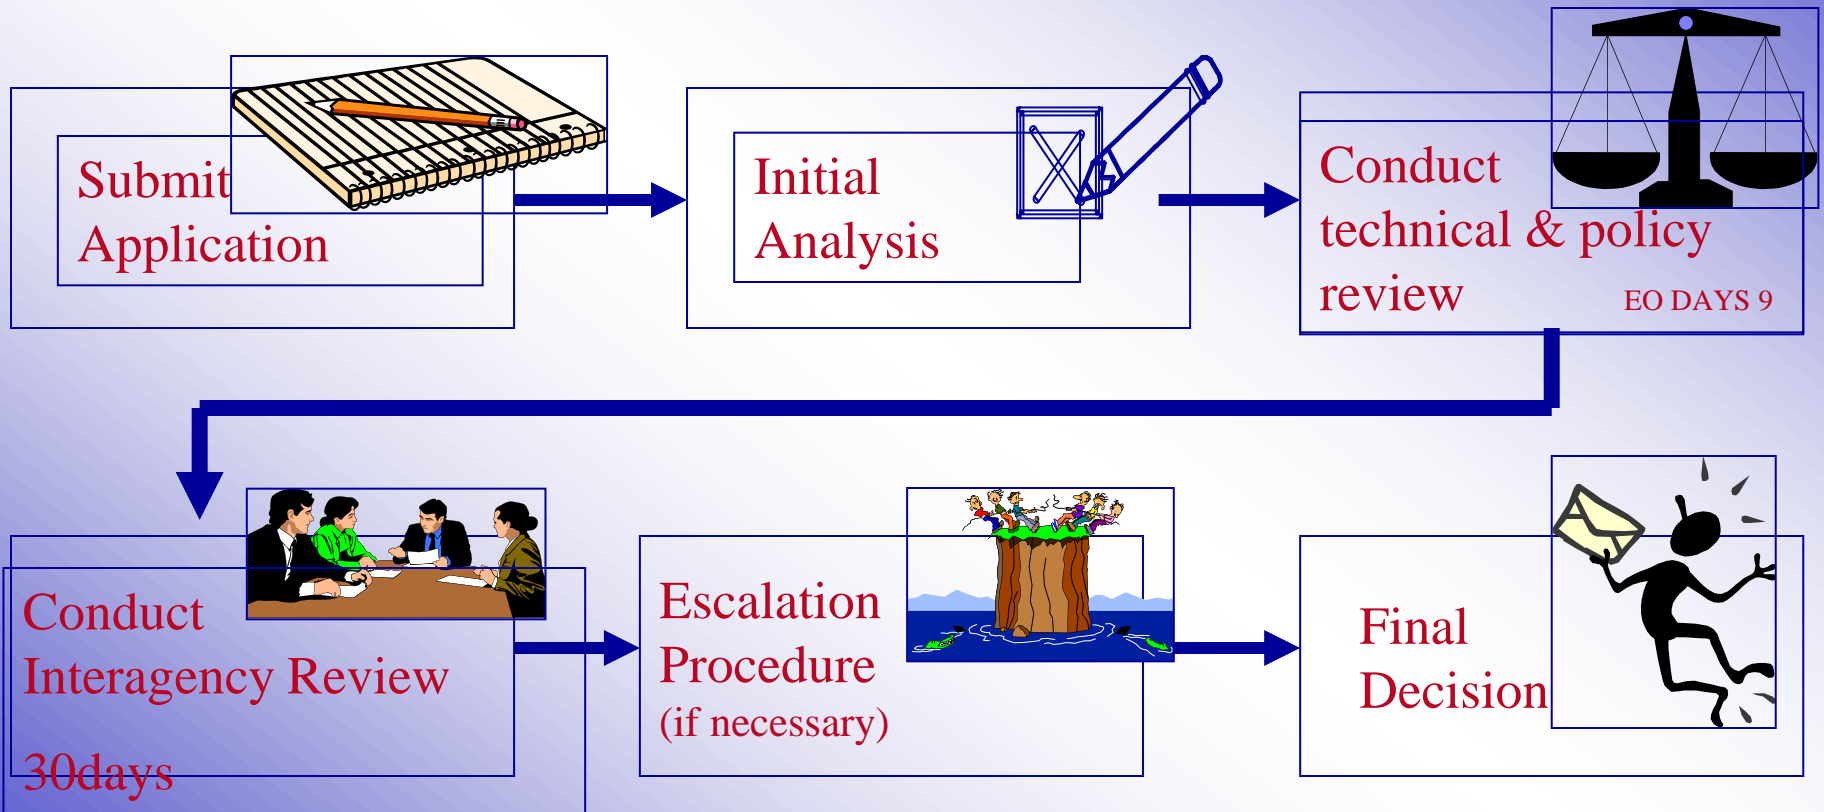 Submit
Application
Initial
Analysis
Conduct
technical & policy
review
EO DAYS 9
Conduct
Interagency Review
30days
Escalation
Procedure
(if necessary)
Final
Decision